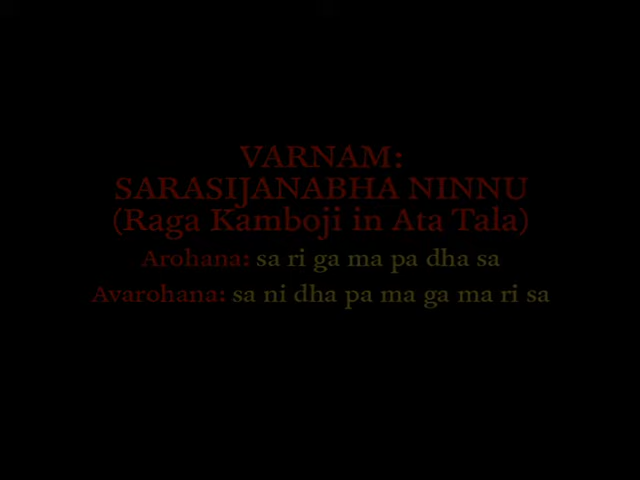 VARNAM:
SARASIJANABHA NINNU
(Raga Kamboji in Ata Tala)
Arohana: sa ri ga ma pa dha sa
Avarohana: sa ni dha pa ma ga ma ri sa